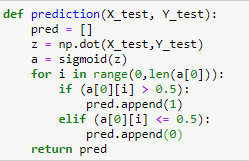 def prediction(X_test, Y_test):
    pred = []
    z = np.dot(X_test,Y_test)
    a = sigmoid(z)
    for i in range(0,len(a[0])):
        if (a[0][i] > 0.5):
            pred.append(1)
        elif (a[0][i] <= 0.5):
            pred.append(0)
    return pred